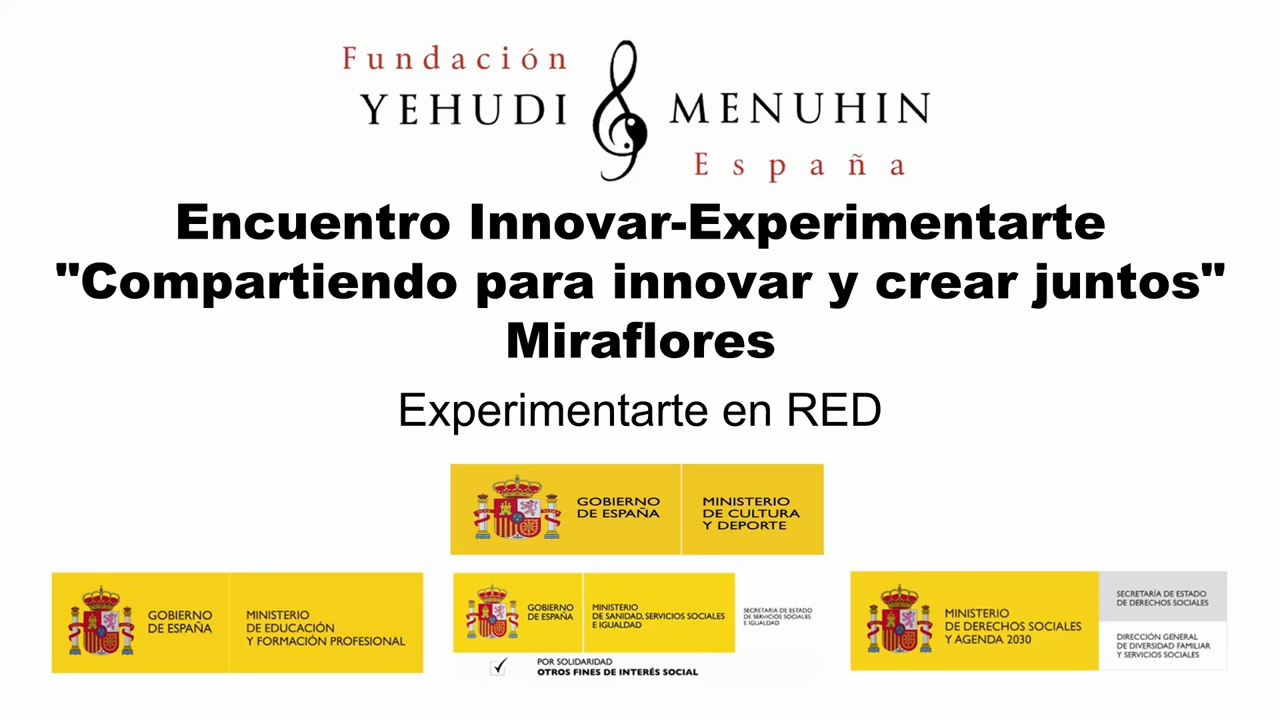 Fundación
YEHUDI MENUHIN
España
Encuentro Innovar-Experimentarte
"Compartiendo para innovar y crear juntos"
Miraflores
Experimentarte en RED
GOBIERNO
DE ESPAÑA
MINISTERIO
DE CULTURA
Y DEPORTE
GOBIERNO
DE ESPAÑA
MINISTERIO
DE EDUCACIÓN
Y FORMACIÓN PROFESIONAL
GOBIERNO
DE ESPAÑA
MINISTERIO
DE SANIDAD, SERVICIOS SOCIALES
E IGUALDAD
SECRETARIA DE ESTADO
DE SERVICIOS SOCIALES
E IGUALDAD
POR SOLIDARIDAD
OTROS FINES DE INTERÉS SOCIAL
MINISTERIO
DE DERECHOS SOCIALES
Y AGENDA 2030
SECRETARÍA DE ESTADO
DE DERECHOS SOCIALES
DIRECCIÓN GENERAL
DE DIVERSIDAD FAMILIAR
Y SERVICIOS SOCIALES